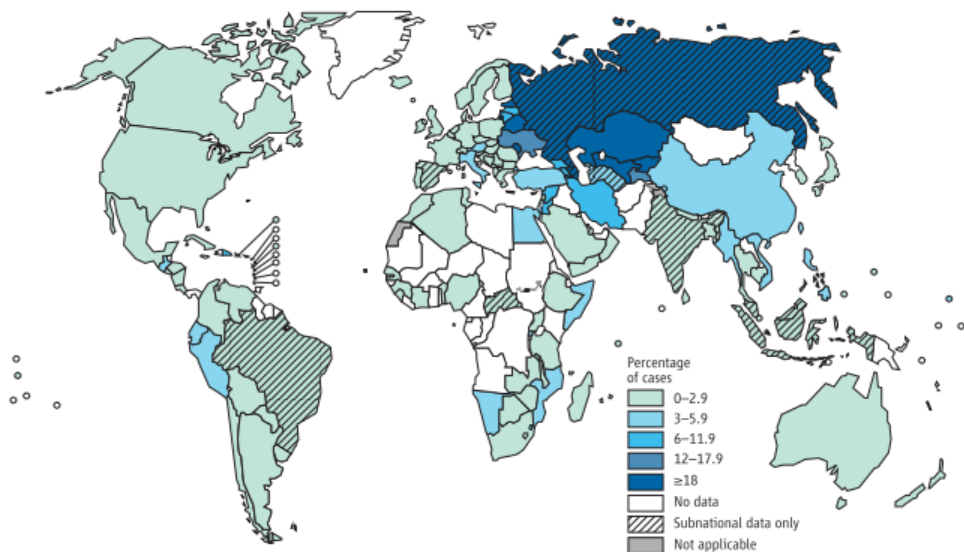 Percentage
of cases
0–2.9
3–5.9
6–11.9
12–17.9
≥18
No data
Subnational data only
Not applicable